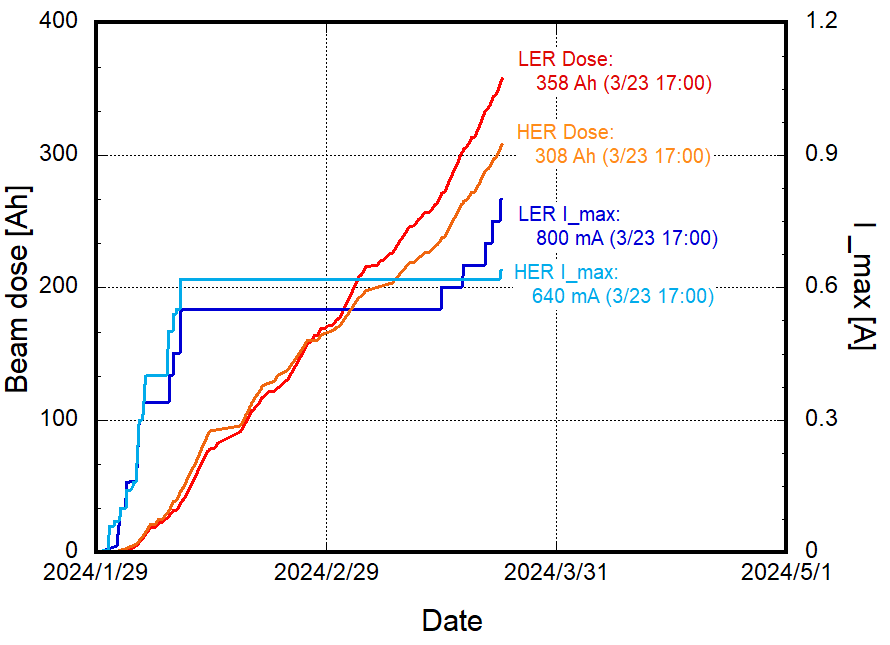 400
300
200
100
0
Beam dose [Ah]
1.2
0.9
0.6
0.3
0
I_max [A]
LER Dose:
358 Ah (3/23 17:00)
HER Dose:
308 Ah (3/23 17:00)
LER I_max:
800 mA (3/23 17:00)
HER I_max:
640 mA (3/23 17:00)
2024/1/29
2024/2/29
2024/3/31
2024/5/1
Date